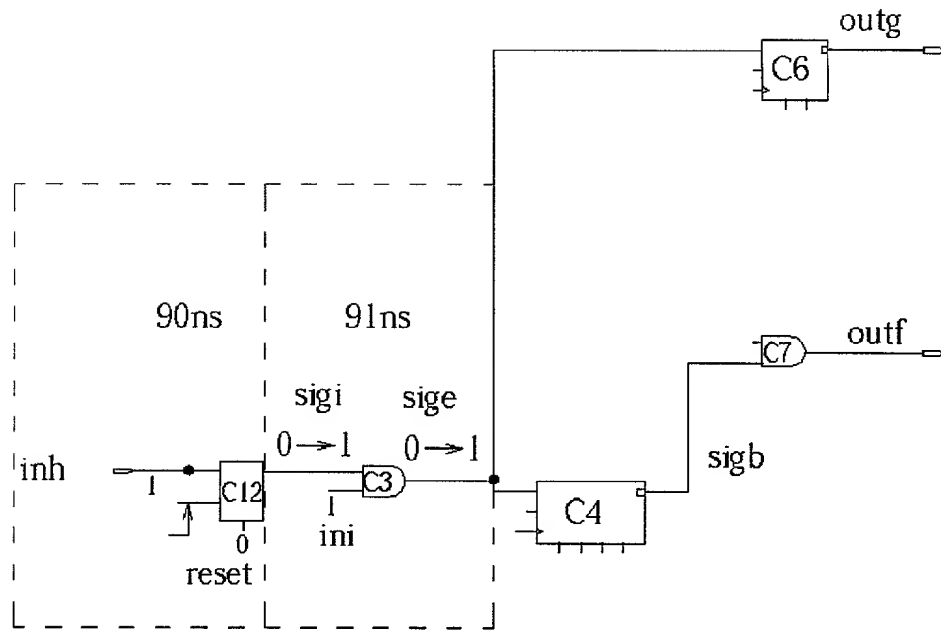 outg
C6
90ns
91ns
outf
C7
sigi
sige
0→1
0→1
sigb
inh
1
C12
C3
1
ini
C4
0
reset